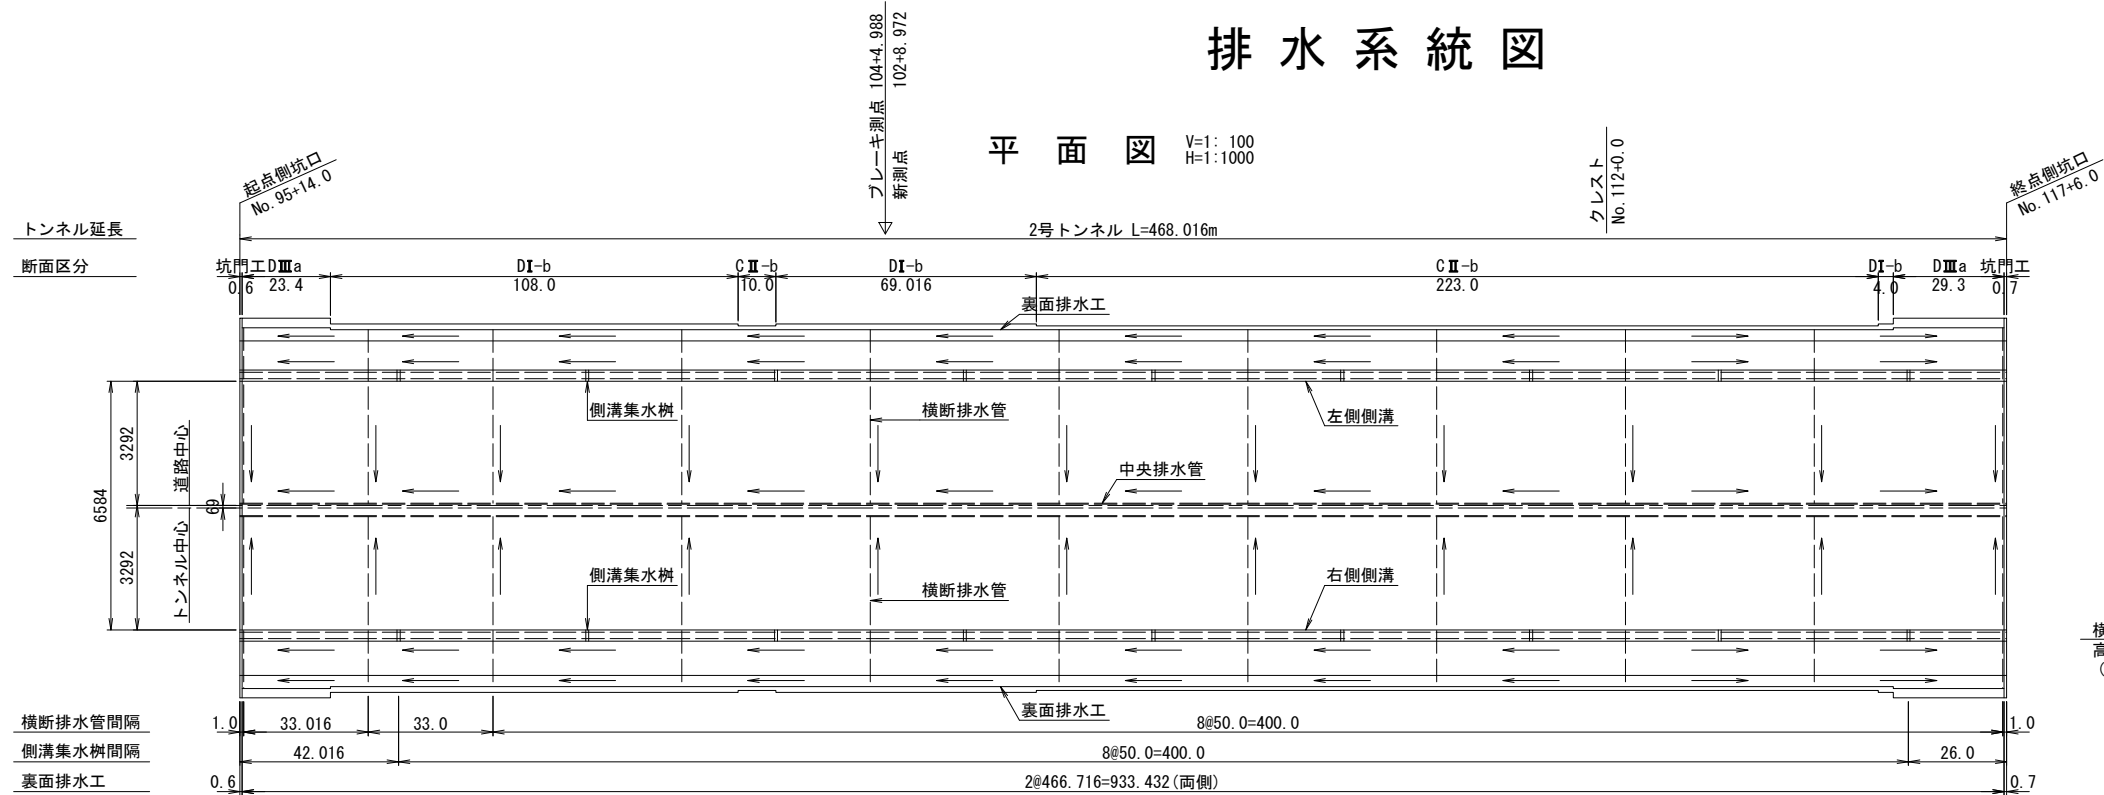 排水系統図
平面図
V=1: 100
H=1:1000
ブレーキ測点 104+4.988
新測点 102+8.972
クレスト
No.112+0.0
起点側坑口
No.95+14.0
終点側坑口
No.117+6.0
トンネル延長
2号トンネル L=468.016m
断面区分
坑門工 DⅢa DⅠ-b CⅡ-b DⅠ-b CⅡ-b DⅠ-b DⅢa 坑門工
0.6 23.4 108.0 10.0 69.016 223.0 4.0 29.3 0.7
裏面排水工
側溝集水桝
横断排水管
左側側溝
中央排水管
6584
3292
道路中心
69
3292
トンネル中心
側溝集水桝
横断排水管
右側側溝
裏面排水工
横
高
(
横断排水管間隔
1.0 33.016 33.0 8@50.0=400.0 1.0
側溝集水桝間隔
42.016 8@50.0=400.0 26.0
裏面排水工
0.6 2@466.716=933.432(両側) 0.7